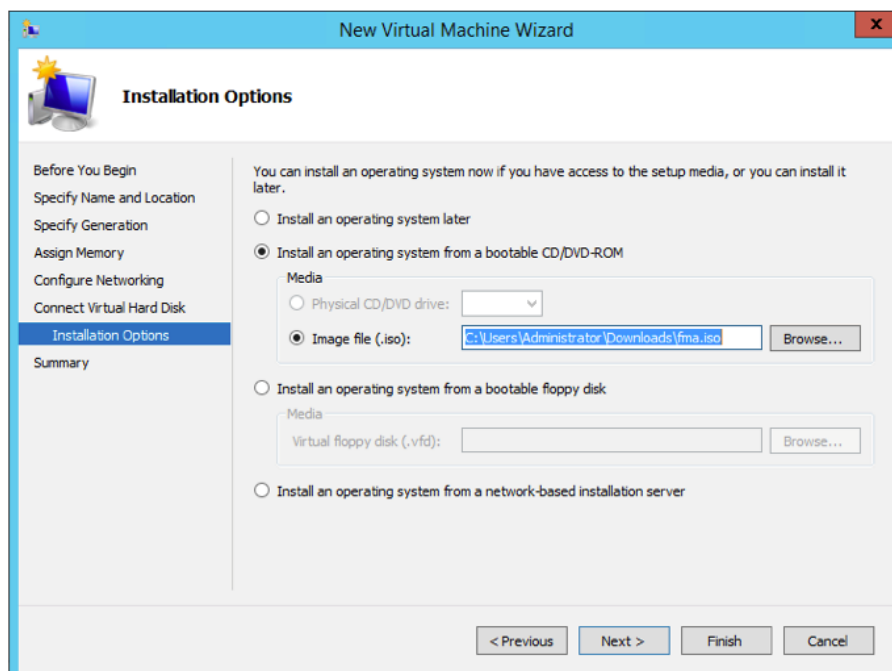 New Virtual Machine Wizard
x
Installation Options
Before You Begin
Specify Name and Location
Specify Generation
Assign Memory
Configure Networking
Connect Virtual Hard Disk
Installation Options
Summary
You can install an operating system now if you have access to the setup media, or you can install it
later.
Install an operating system later
Install an operating system from a bootable CD/DVD-ROM
Media
Physical CD/DVD drive:
Image file (.iso): C:\Users\Administrator\Downloads\fma.iso Browse...
Install an operating system from a bootable floppy disk
Media
Virtual floppy disk (.vfd): Browse...
Install an operating system from a network-based installation server
< Previous Next > Finish Cancel